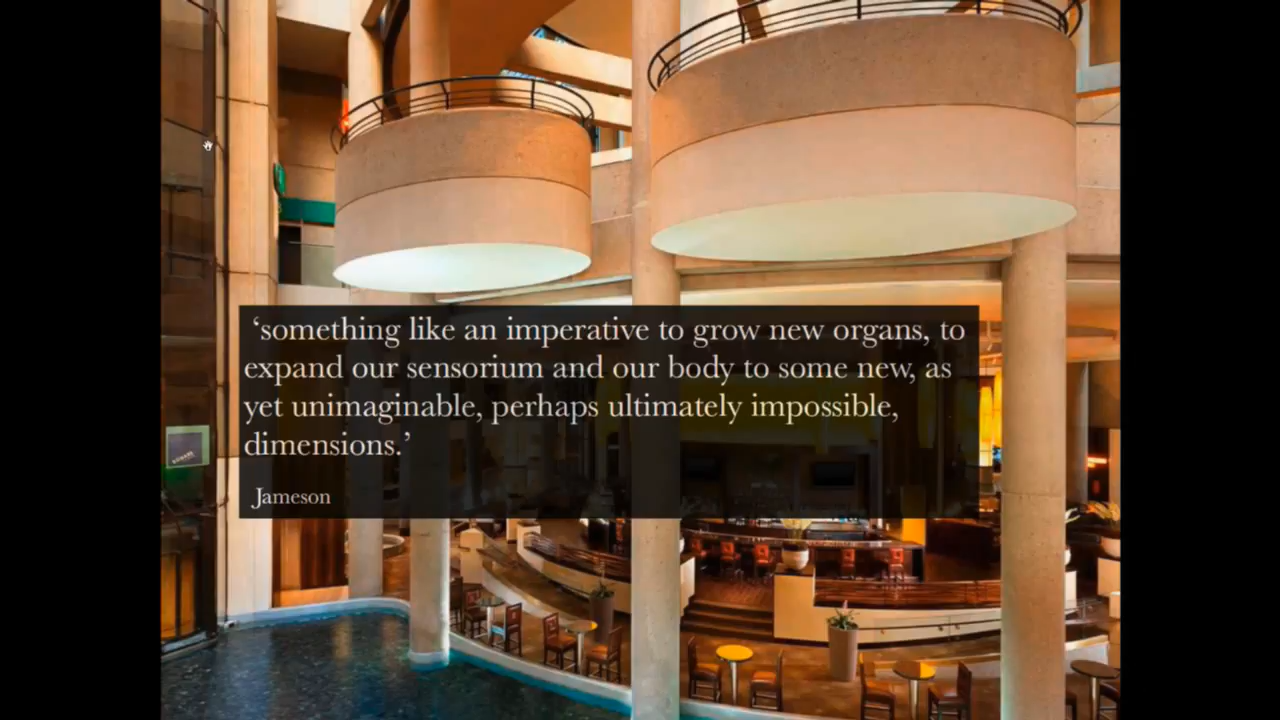 ‘something like an imperative to grow new organs, to
expand our sensorium and our body to some new, as
yet unimaginable, perhaps ultimately impossible,
dimensions.’
Jameson